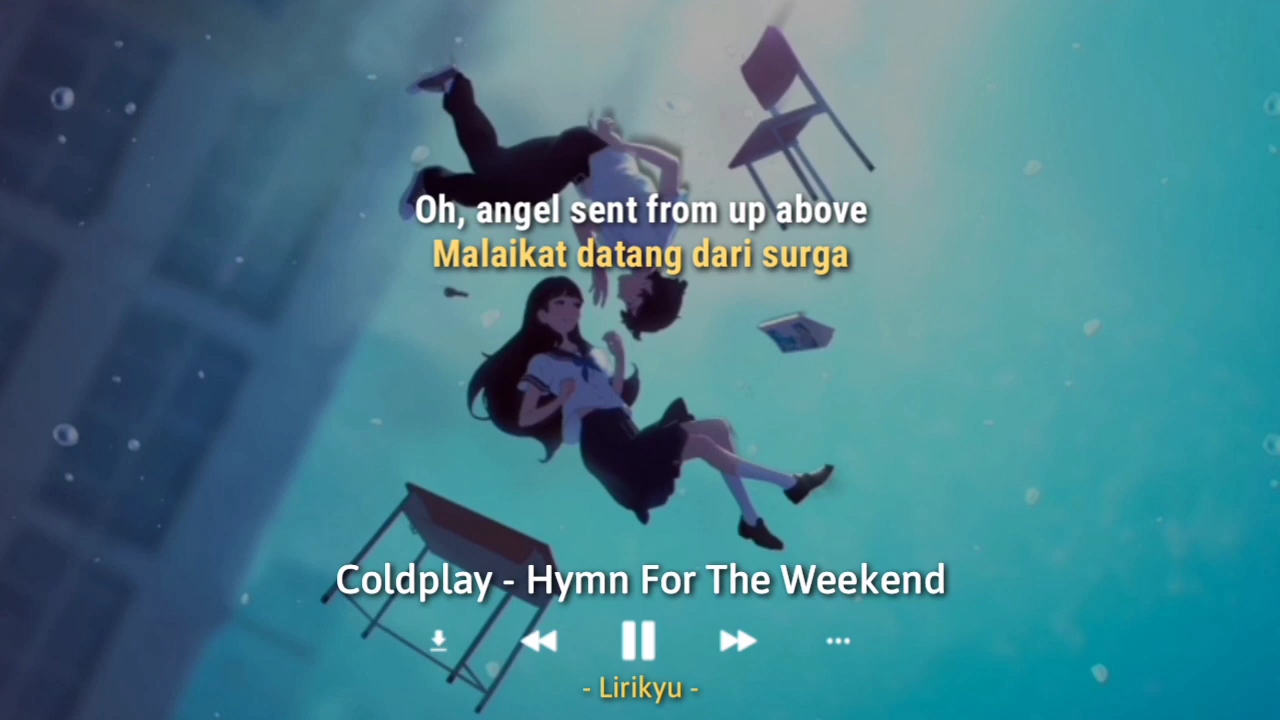 Oh, angel sent from up above
Malaikat datang dari surga
Coldplay - Hymn For The Weekend
- Lirikyu -